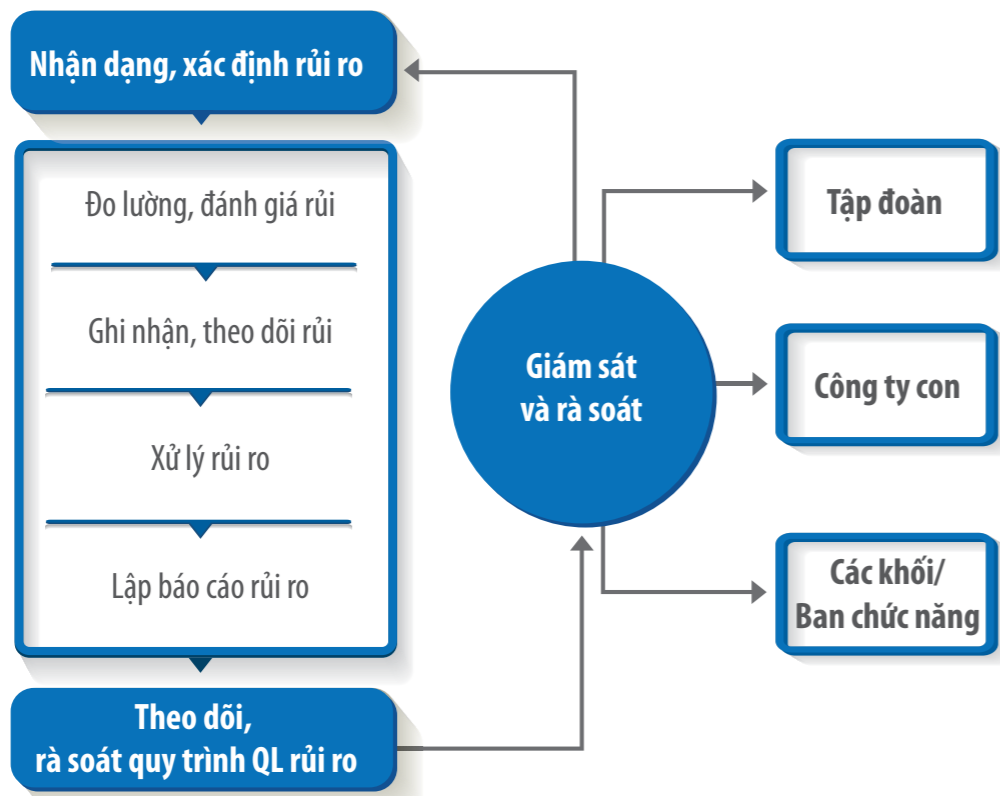 Nhận dạng, xác định rủi ro
Đo lường, đánh giá rủi
Ghi nhận, theo dõi rủi
Xử lý rủi ro
Lập báo cáo rủi ro
Theo dõi,
rà soát quy trình QL rủi ro
Giám sát
và rà soát
Tập đoàn
Công ty con
Các khối/
Ban chức năng